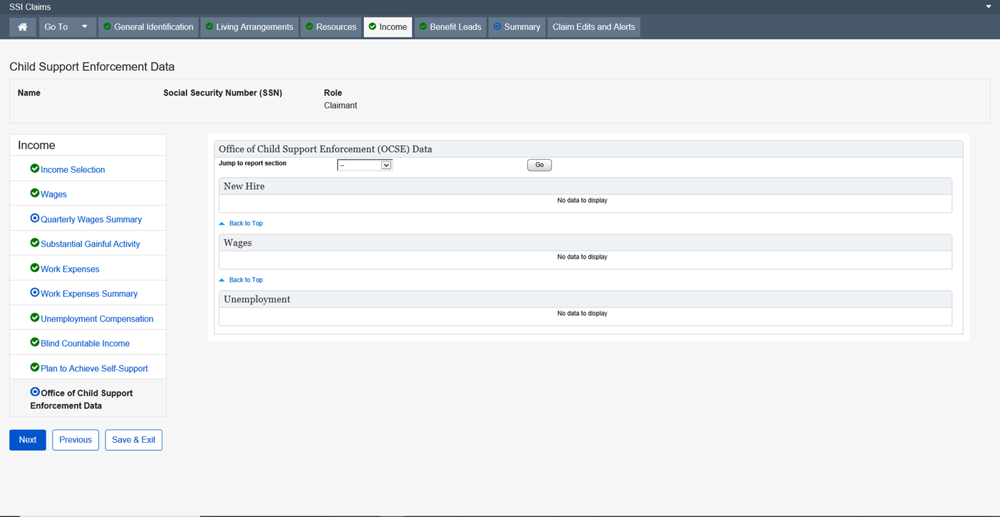 SSI Claims
Go To
General Identification
Living Arrangements
Resources
Income
Benefit Leads
Summary
Claim Edits and Alerts
Child Support Enforcement Data
Name
Social Security Number (SSN)
Role
Claimant
Income
Income Selection
Wages
Quarterly Wages Summary
Substantial Gainful Activity
Work Expenses
Work Expenses Summary
Unemployment Compensation
Blind Countable Income
Plan to Achieve Self-Support
Office of Child Support
Enforcement Data
Next
Previous
Save & Exit
Office of Child Support Enforcement (OCSE) Data
Jump to report section
--
Go
New Hire
No data to display
Back to Top
Wages
No data to display
Back to Top
Unemployment
No data to display